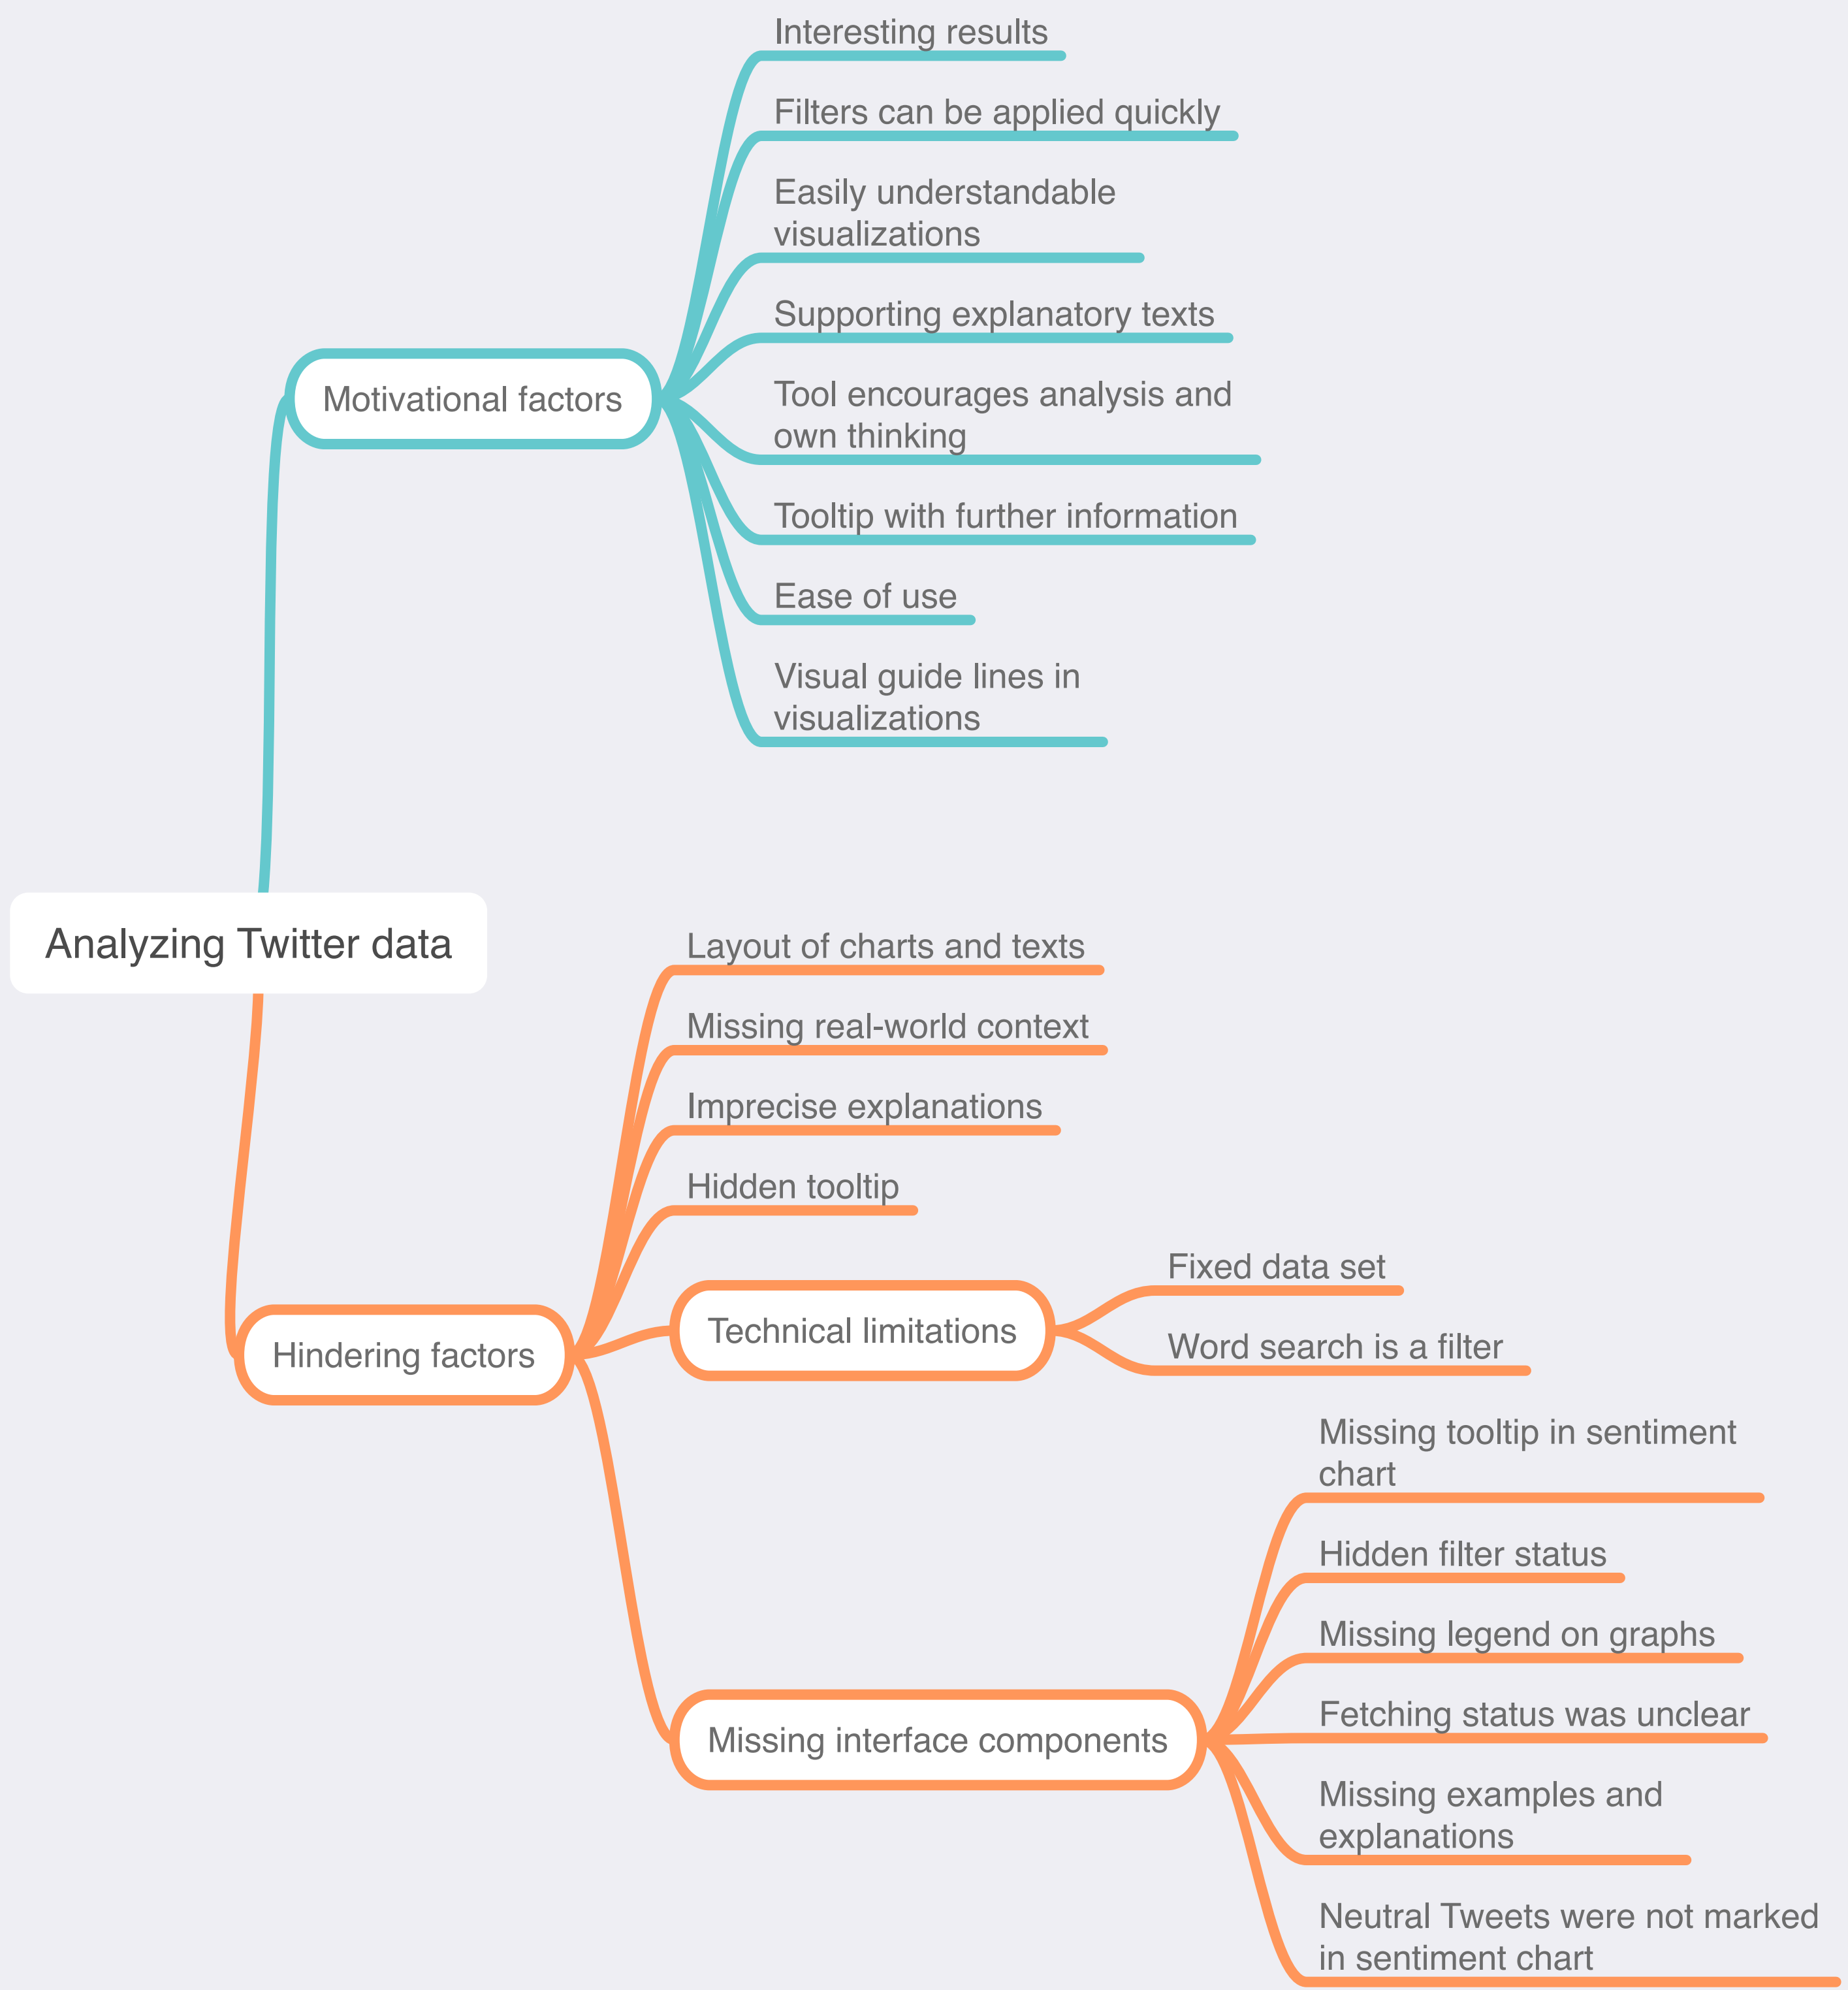 Interesting results
Filters can be applied quickly
Easily understandable
visualizations
Supporting explanatory texts
Tool encourages analysis and
own thinking
Motivational factors
Tooltip with further information
Ease of use
Visual guide lines in
visualizations
Analyzing Twitter data
Layout of charts and texts
Missing real-world context
Imprecise explanations
Hidden tooltip
Hindering factors
Technical limitations
Fixed data set
Word search is a filter
Missing interface components
Missing tooltip in sentiment
chart
Hidden filter status
Missing legend on graphs
Fetching status was unclear
Missing examples and
explanations
Neutral Tweets were not marked
in sentiment chart